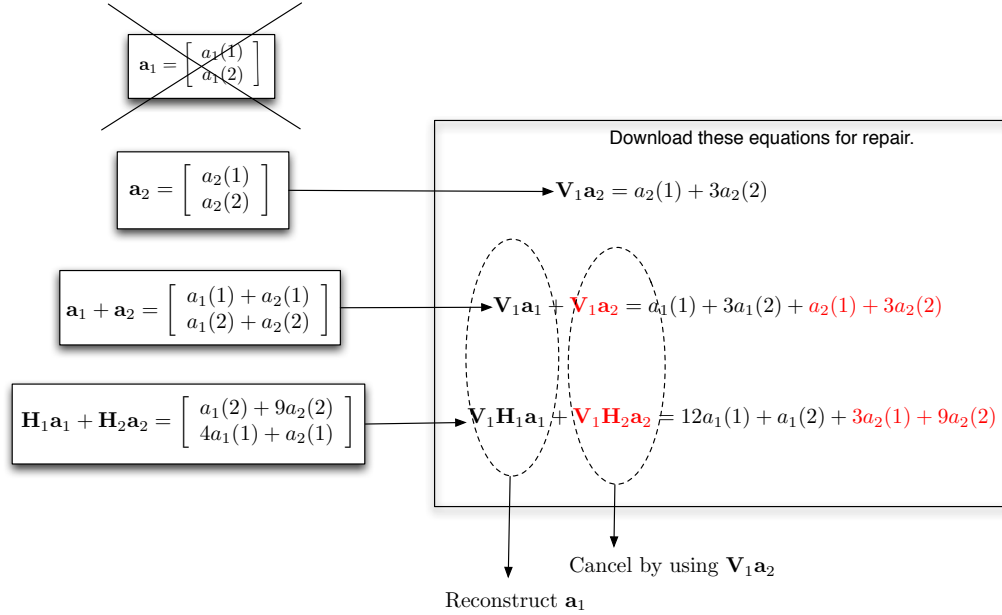 𝐚₁ = [ a₁(1)
a₁(2) ]
Download these equations for repair.
𝐚₂ = [ a₂(1)
a₂(2) ]
𝐕₁𝐚₂ = a₂(1) + 3a₂(2)
𝐚₁ + 𝐚₂ = [ a₁(1) + a₂(1)
a₁(2) + a₂(2) ]
𝐕₁𝐚₁ + 𝐕₁𝐚₂ = a₁(1) + 3a₁(2) + a₂(1) + 3a₂(2)
𝐇₁𝐚₁ + 𝐇₂𝐚₂ = [ a₁(2) + 9a₂(2)
4a₁(1) + a₂(1) ]
𝐕₁𝐇₁𝐚₁ + 𝐕₁𝐇₂𝐚₂ = 12a₁(1) + a₁(2) + 3a₂(1) + 9a₂(2)
Cancel by using 𝐕₁𝐚₂
Reconstruct 𝐚₁